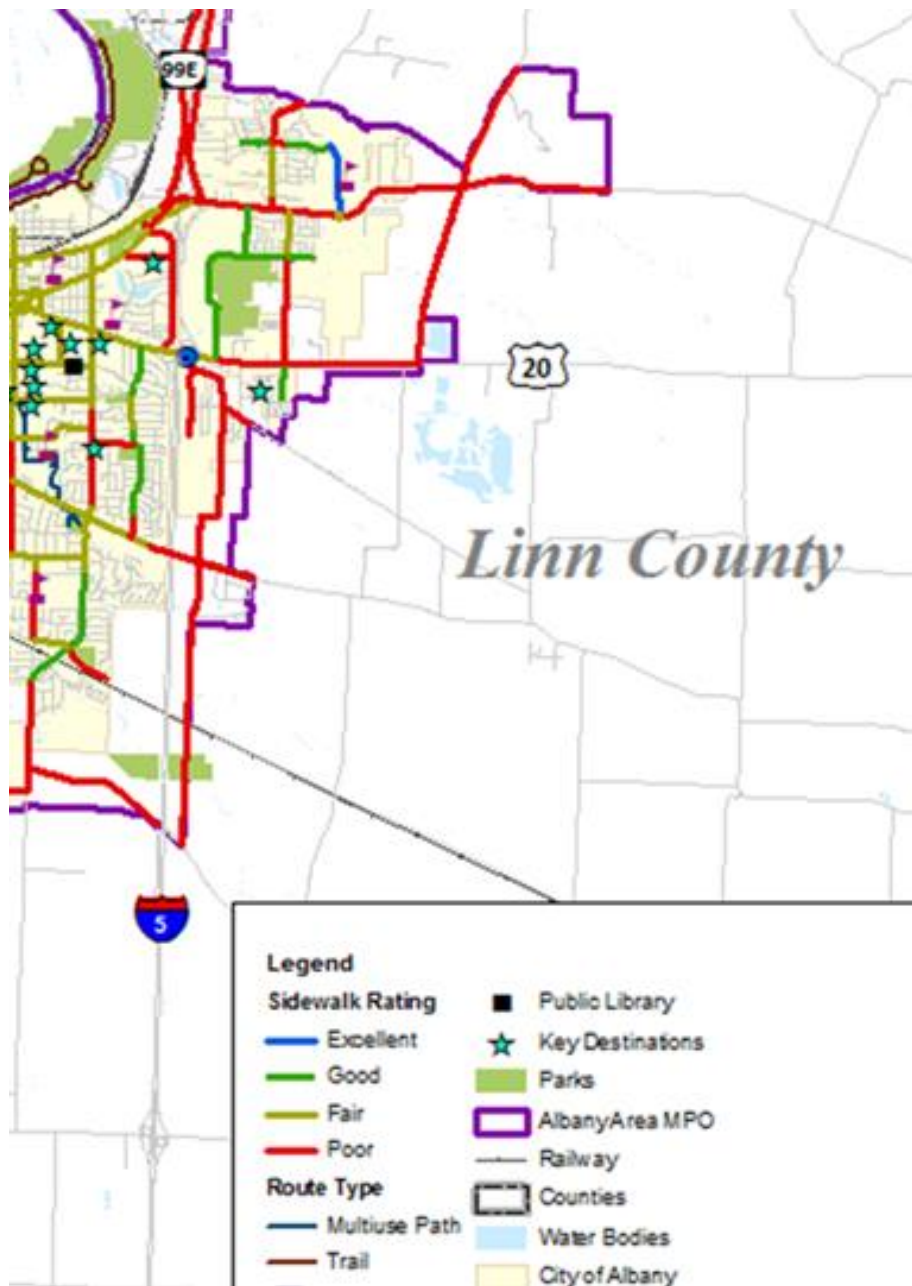 99E
20
Linn County
5
Legend
Sidewalk Rating
Excellent
Good
Fair
Poor
Route Type
Multiuse Path
Trail
Public Library
Key Destinations
Parks
AlbanyArea MPO
Railway
Counties
Water Bodies
City of Albany